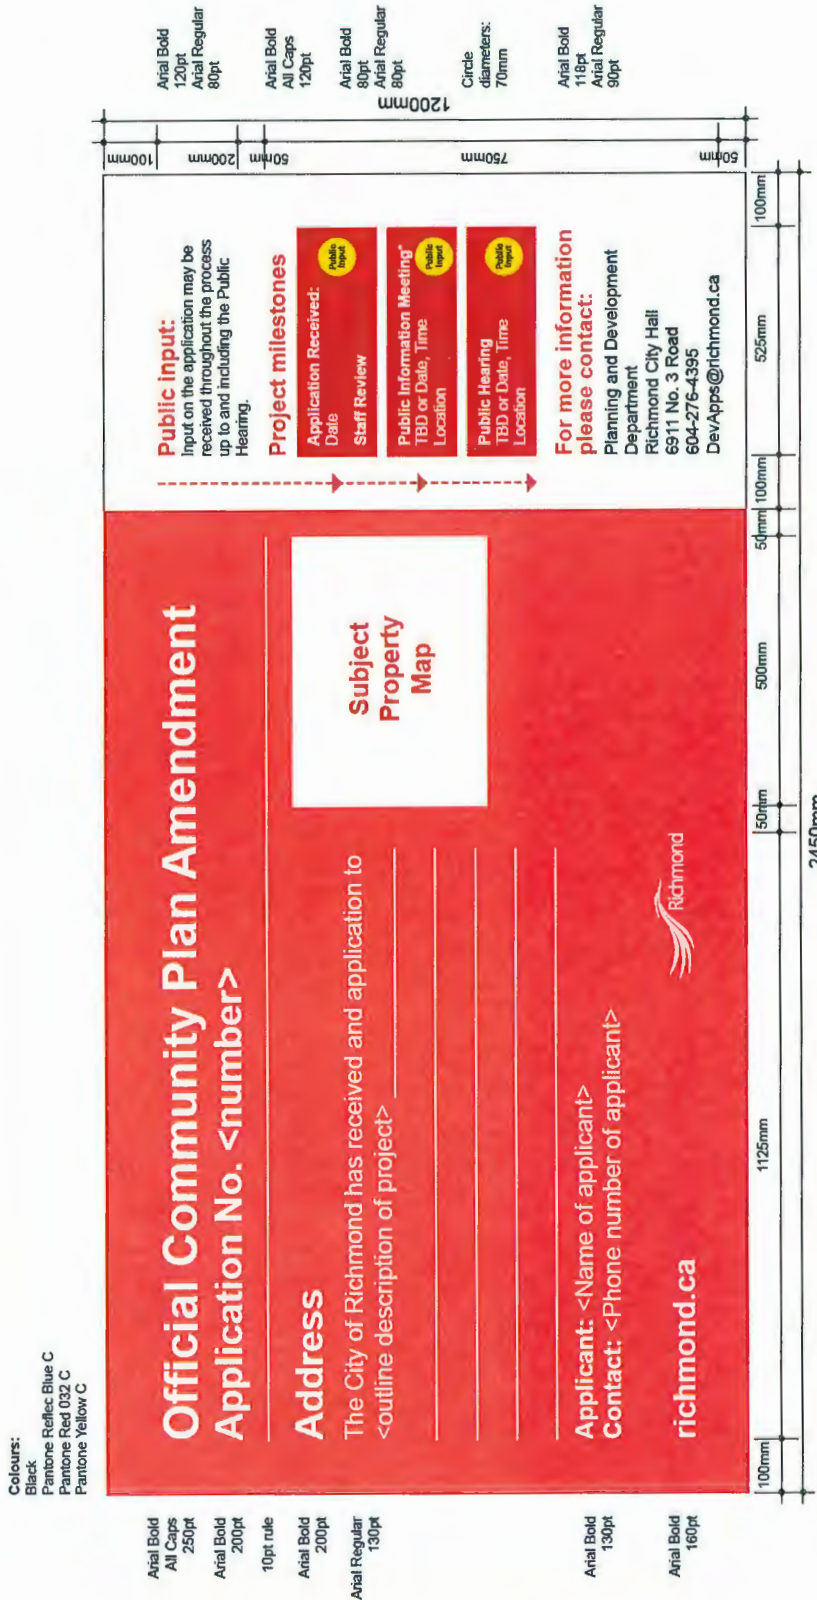 Colours:
Black
Pantone Reflec Blue C
Pantone Red 032 C
Pantone Yellow C
Arial Bold
All Caps
250pt
Arial Bold
200pt
10pt rule
Arial Bold
200pt
Arial Regular
130pt
Arial Bold
130pt
Arial Bold
160pt
Official Community Plan Amendment
Application No. <number>
Address
The City of Richmond has received and application to
<outline description of project>
Subject
Property
Map
Applicant: <Name of applicant>
Contact: <Phone number of applicant>
richmond.ca
Richmond
Public input:
Input on the application may be
received throughout the process
up to and including the Public
Hearing.
Project milestones
Application Received:
Date
Staff Review
Public
Input
Public Information Meeting*
TBD or Date, Time
Location
Public
Input
Public Hearing
TBD or Date, Time
Location
Public
Input
For more information
please contact:
Planning and Development
Department
Richmond City Hall
6911 No. 3 Road
604-276-4395
DevApps@richmond.ca
100mm
200mm
50mm
750mm
50mm
1200mm
Arial Bold
120pt
Arial Regular
80pt
Arial Bold
All Caps
120pt
Arial Bold
80pt
Arial Regular
80pt
Circle
diameters:
70mm
Arial Bold
118pt
Arial Regular
90pt
100mm
1125mm
50mm
500mm
50mm
100mm
525mm
100mm
2450mm